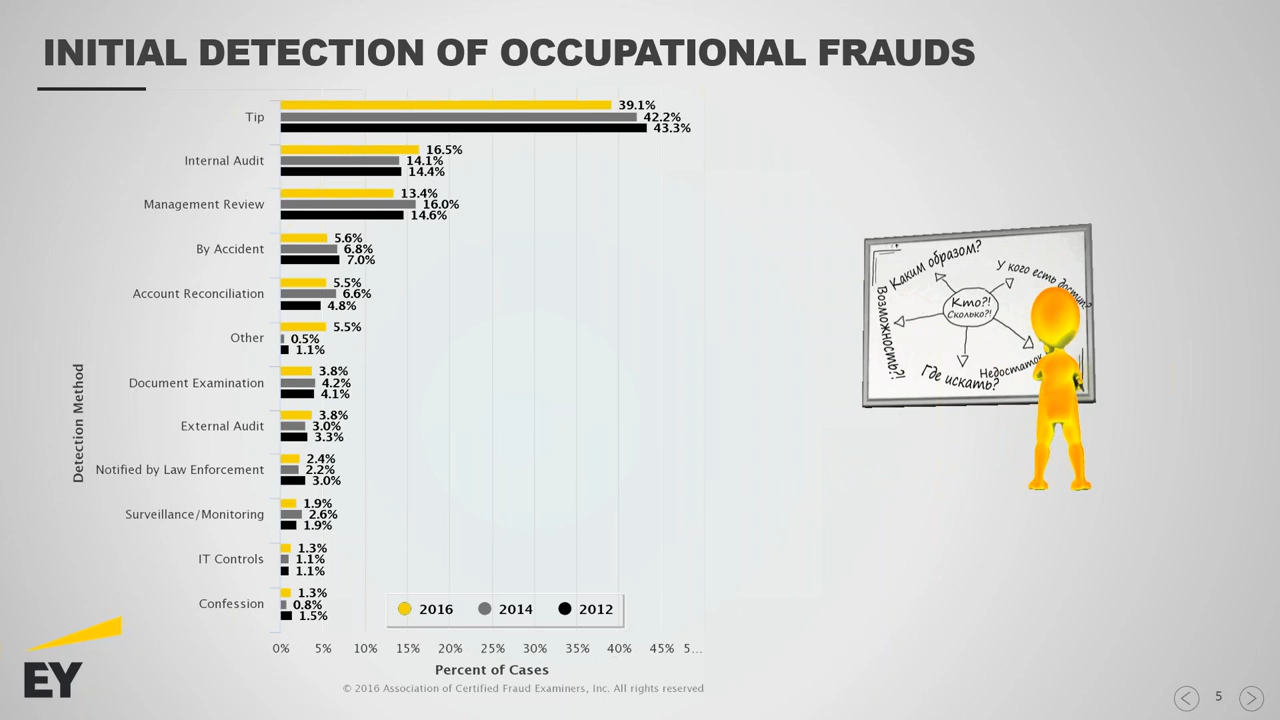 INITIAL DETECTION OF OCCUPATIONAL FRAUDS
Detection Method
Tip
39.1%
42.2%
43.3%
Internal Audit
16.5%
14.1%
14.4%
Management Review
13.4%
16.0%
14.6%
By Accident
5.6%
6.8%
7.0%
Account Reconciliation
5.5%
6.6%
4.8%
Other
5.5%
0.5%
1.1%
Document Examination
3.8%
4.2%
4.1%
External Audit
3.8%
3.0%
3.3%
Notified by Law Enforcement
2.4%
2.2%
3.0%
Surveillance/Monitoring
1.9%
2.6%
1.9%
IT Controls
1.3%
1.1%
1.1%
Confession
1.3%
0.8%
1.5%
2016 2014 2012
0% 5% 10% 15% 20% 25% 30% 35% 40% 45% 5...
Percent of Cases
© 2016 Association of Certified Fraud Examiners, Inc. All rights reserved
Каким образом?
У кого есть доступ?
Кто?!
Сколько?!
Возможность?!
Где искать?
Недостаток
EY
5